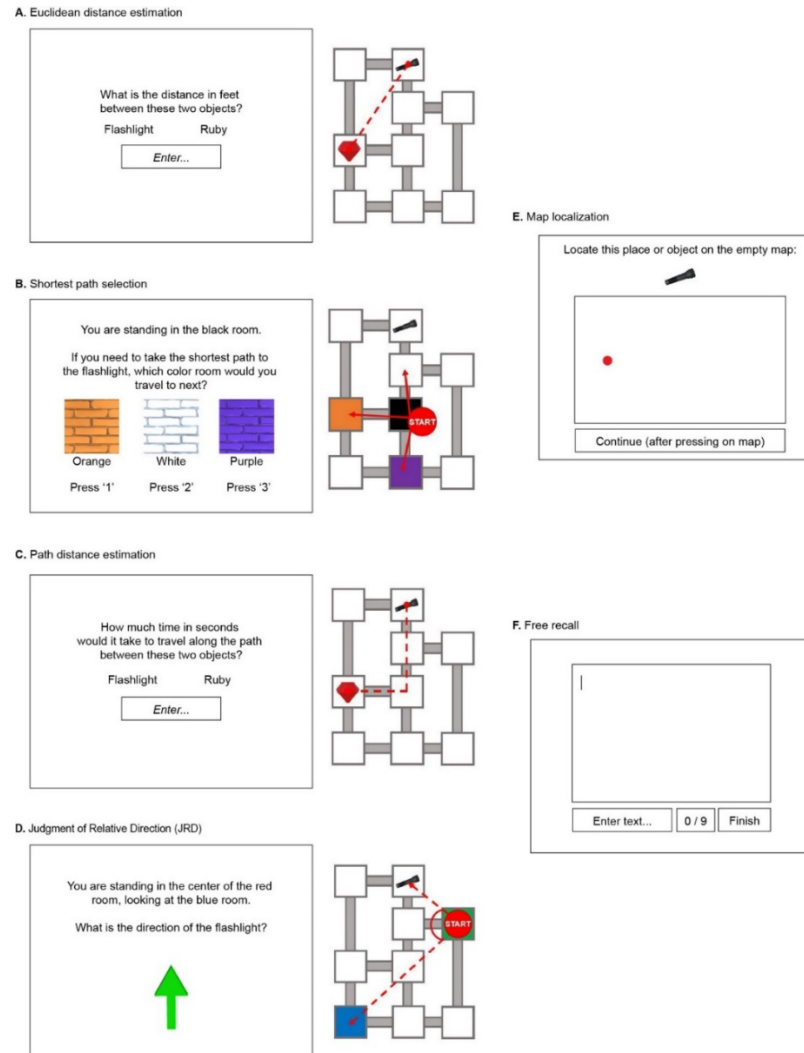 A. Euclidean distance estimation
What is the distance in feet
between these two objects?
Flashlight Ruby
Enter...
B. Shortest path selection
You are standing in the black room.
If you need to take the shortest path to
the flashlight, which color room would you
travel to next?
Orange White Purple
Press '1' Press '2' Press '3'
START
C. Path distance estimation
How much time in seconds
would it take to travel along the path
between these two objects?
Flashlight Ruby
Enter...
D. Judgment of Relative Direction (JRD)
You are standing in the center of the red
room, looking at the blue room.
What is the direction of the flashlight?
START
E. Map localization
Locate this place or object on the empty map:
Continue (after pressing on map)
F. Free recall
Enter text... 0 / 9 Finish